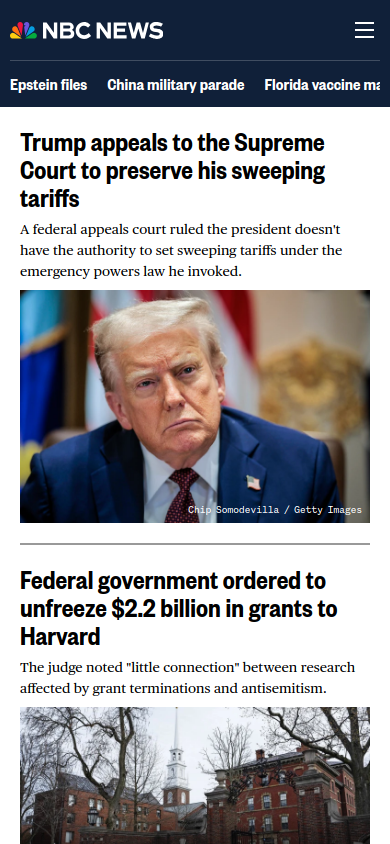 NBC NEWS
Epstein files China military parade Florida vaccine ma
Trump appeals to the Supreme
Court to preserve his sweeping
tariffs
A federal appeals court ruled the president doesn't
have the authority to set sweeping tariffs under the
emergency powers law he invoked.
Chip Somodevilla / Getty Images
Federal government ordered to
unfreeze $2.2 billion in grants to
Harvard
The judge noted "little connection" between research
affected by grant terminations and antisemitism.